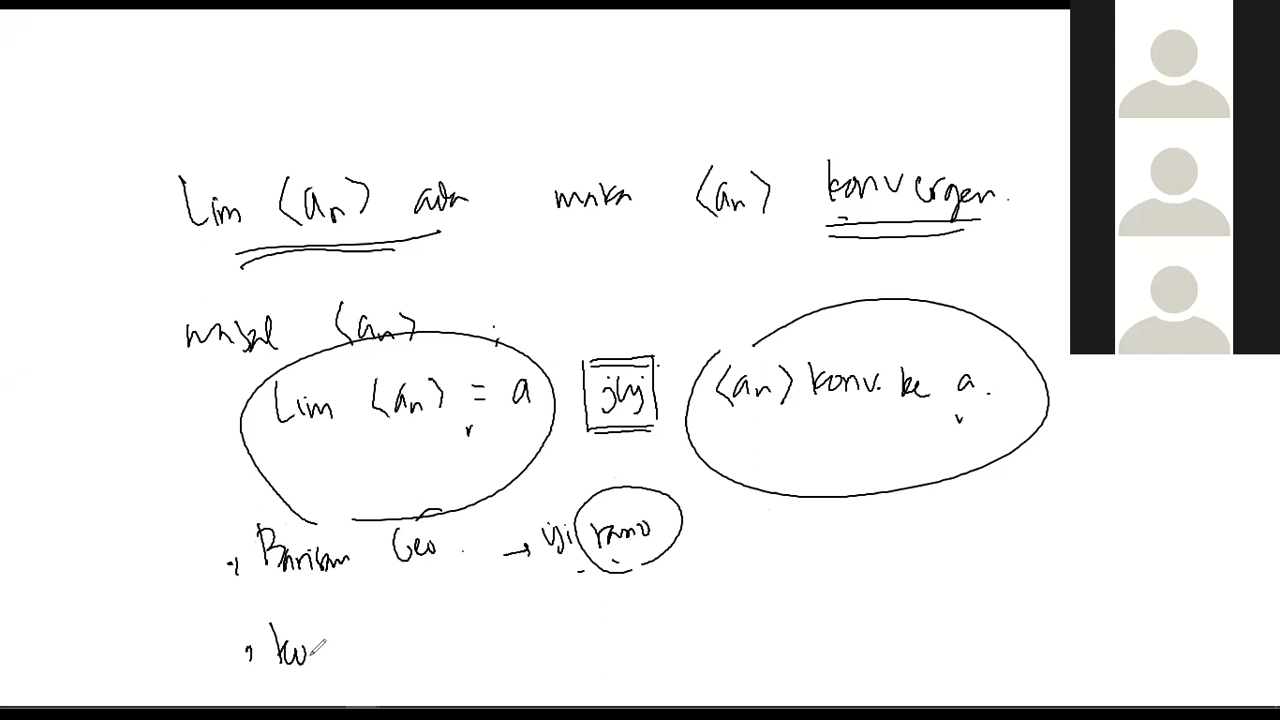 Lim ⟨an⟩ ada maka ⟨an⟩ konvergen.
misal ⟨an⟩ ;
Lim ⟨an⟩ = a jhj ⟨an⟩ konv. ke a.
Barisan Geo. → uji rasio